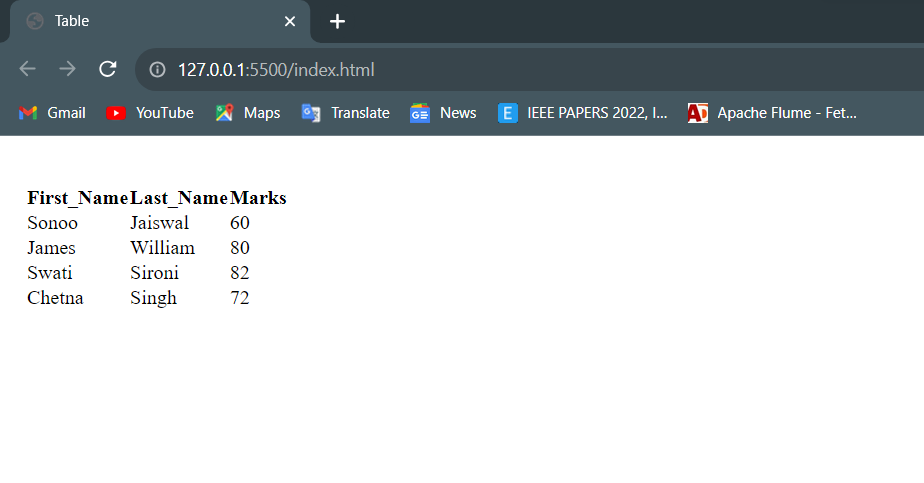 Table
127.0.0.1:5500/index.html
Gmail YouTube Maps Translate News IEEE PAPERS 2022, I... Apache Flume - Fet...
First_Name Last_Name Marks
Sonoo Jaiswal 60
James William 80
Swati Sironi 82
Chetna Singh 72